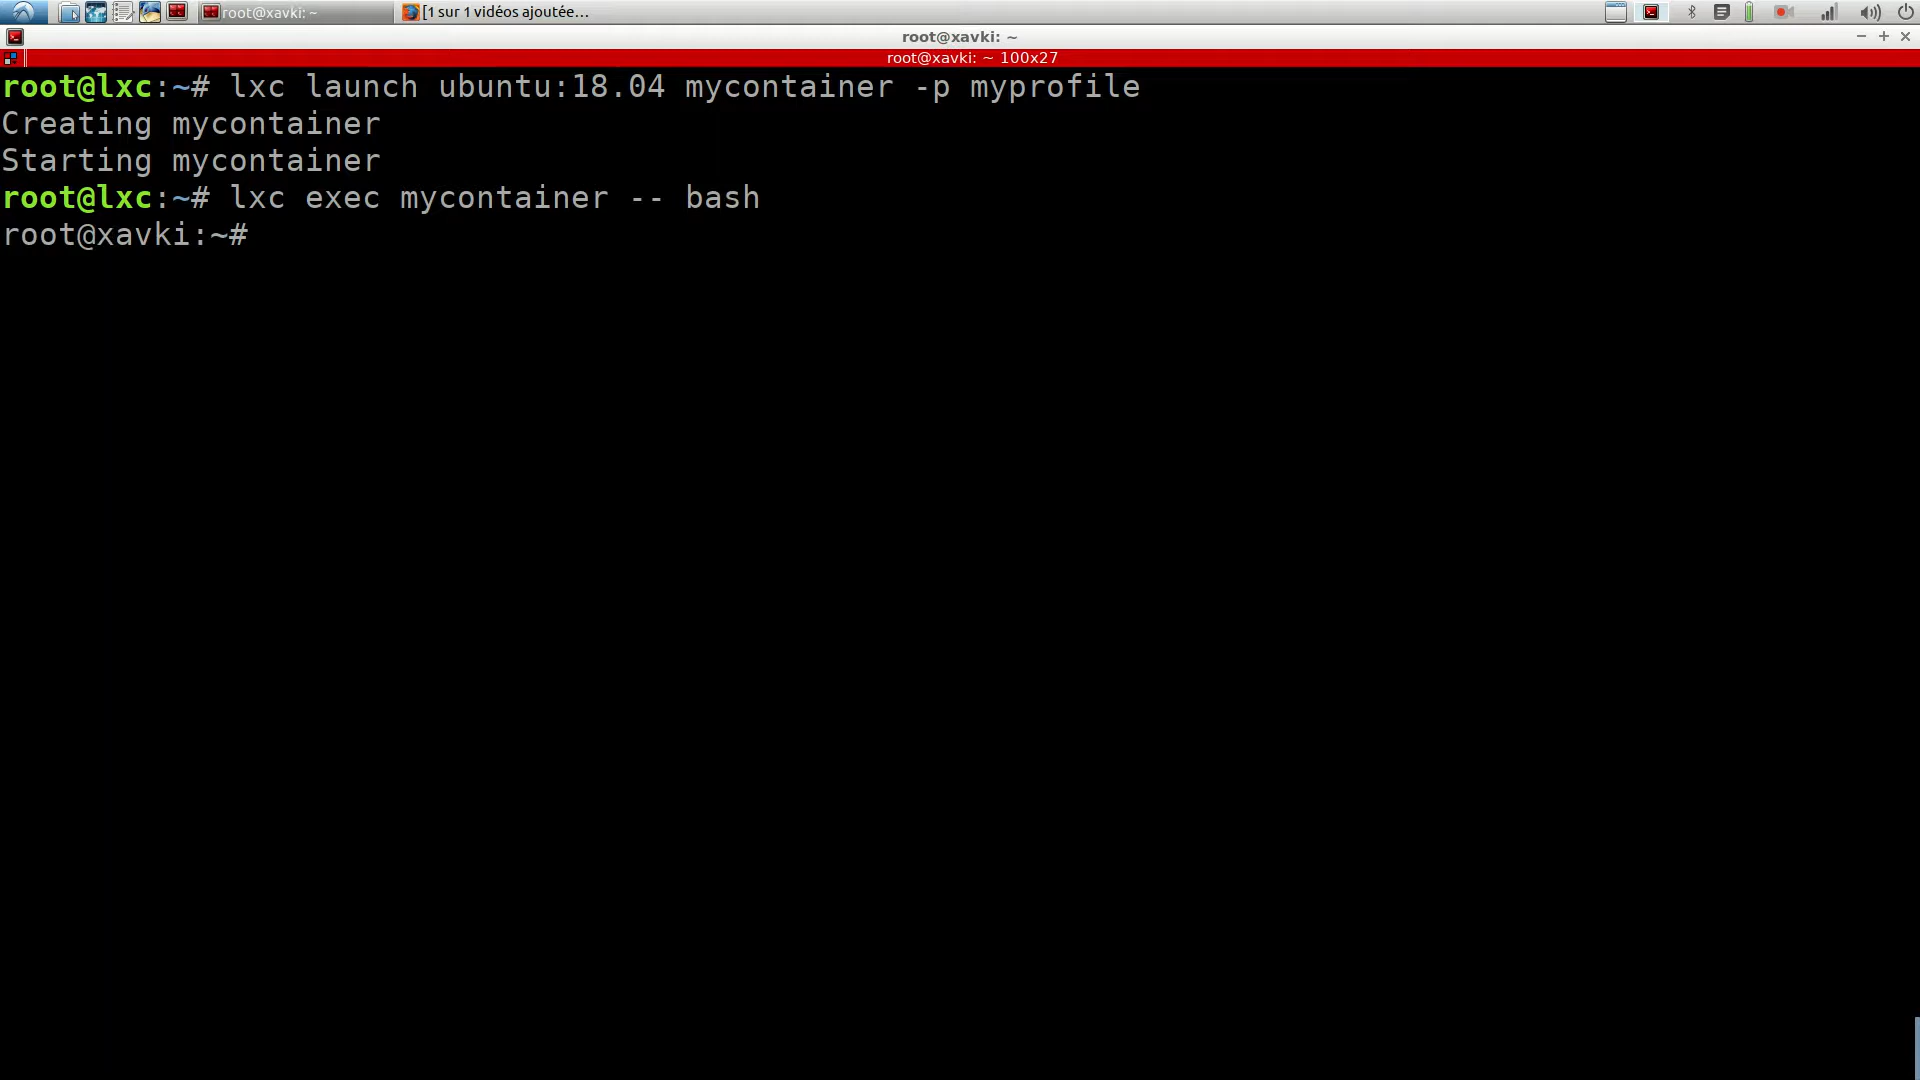 root@xavki: ~
[1 sur 1 vidéos ajoutée...
root@xavki: ~
root@xavki: ~ 100x27
root@lxc:~# lxc launch ubuntu:18.04 mycontainer -p myprofile
Creating mycontainer
Starting mycontainer
root@lxc:~# lxc exec mycontainer -- bash
root@xavki:~#